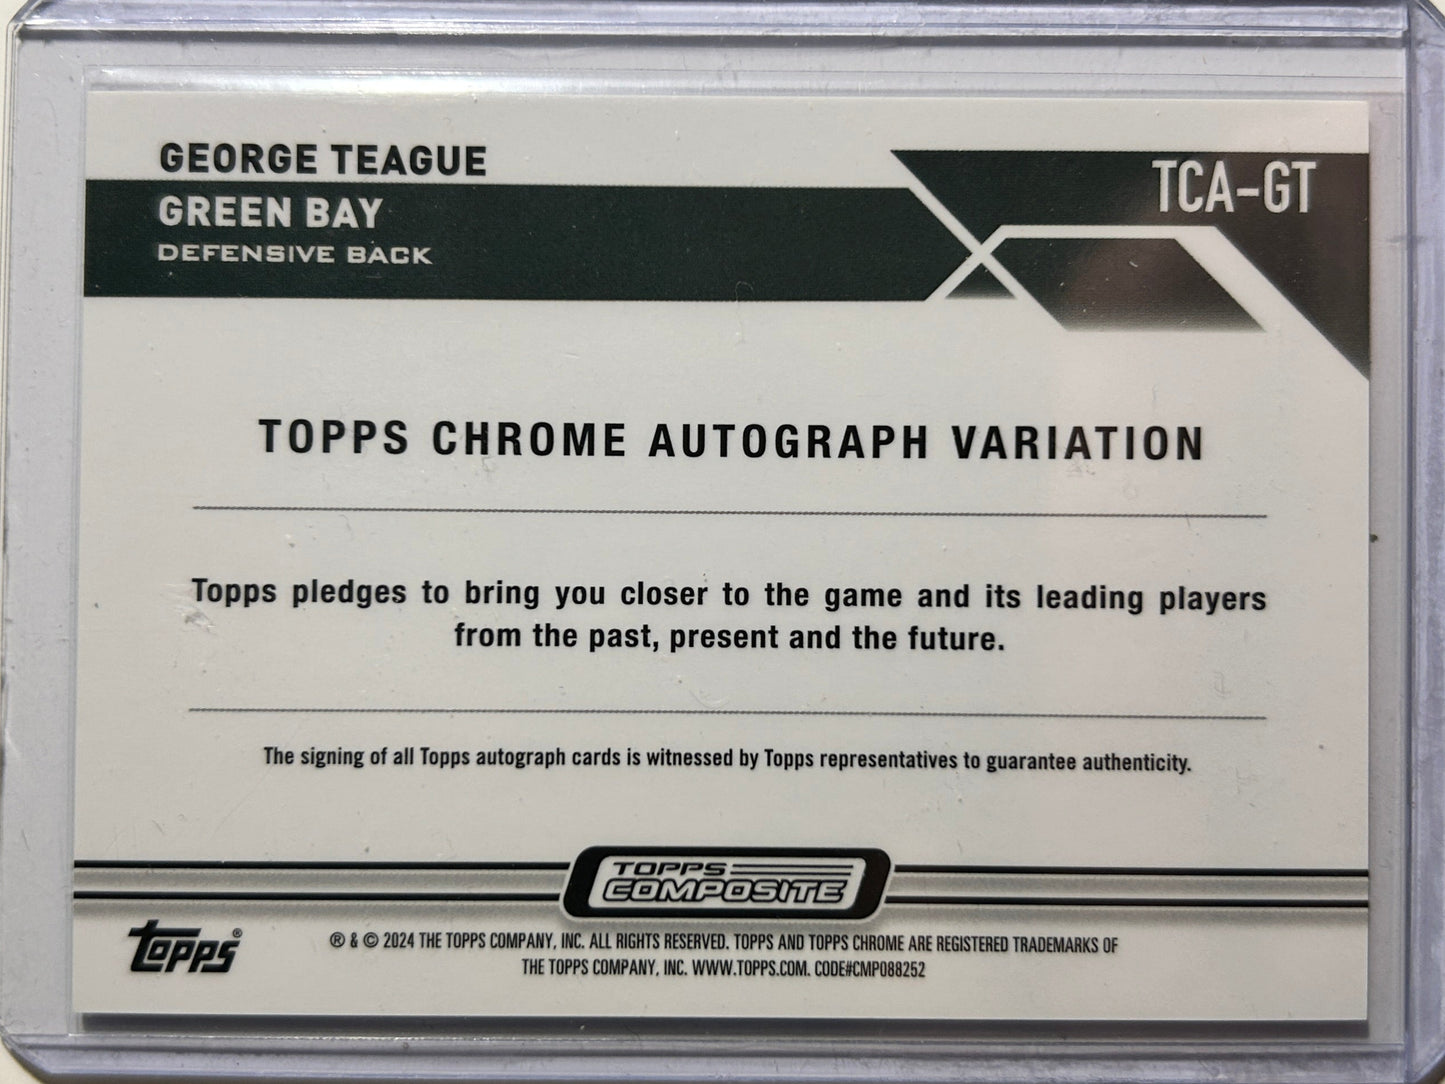 GEORGE TEAGUE
TCA-GT
GREEN BAY
DEFENSIVE BACK
TOPPS CHROME AUTOGRAPH VARIATION
Topps pledges to bring you closer to the game and its leading players
from the past, present and the future.
The signing of all Topps autograph cards is witnessed by Topps representatives to guarantee authenticity.
TOPPS
COMPOSITE
topps®
® & © 2024 THE TOPPS COMPANY, INC. ALL RIGHTS RESERVED. TOPPS AND TOPPS CHROME ARE REGISTERED TRADEMARKS OF
THE TOPPS COMPANY, INC. WWW.TOPPS.COM. CODE#CMP088252